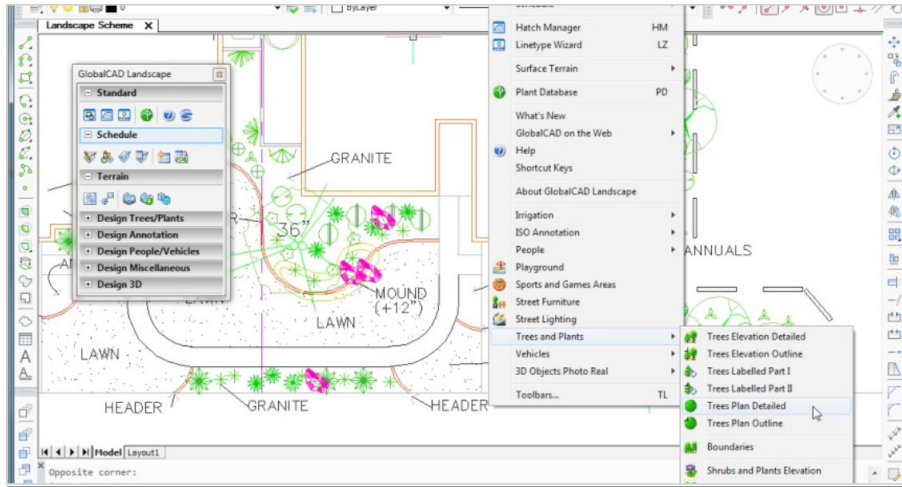 ByLayer
Landscape Scheme X
GlobalCAD Landscape
Standard
Schedule
Terrain
Design Trees/Plants
Design Annotation
Design People/Vehicles
Design Miscellaneous
Design 3D
GRANITE
36"
MOUND
(+12")
LAWN
LAWN
HEADER
GRANITE
HEADER
ANNUALS
Hatch Manager HM
Linetype Wizard LZ
Surface Terrain
Plant Database PD
What's New
GlobalCAD on the Web
Help
Shortcut Keys
About GlobalCAD Landscape
Irrigation
ISO Annotation
People
Playground
Sports and Games Areas
Street Furniture
Street Lighting
Trees and Plants
Vehicles
3D Objects Photo Real
Toolbars... TL
Trees Elevation Detailed
Trees Elevation Outline
Trees Labelled Part I
Trees Labelled Part II
Trees Plan Detailed
Trees Plan Outline
Boundaries
Shrubs and Plants Elevation
Model Layout1
Opposite corner: